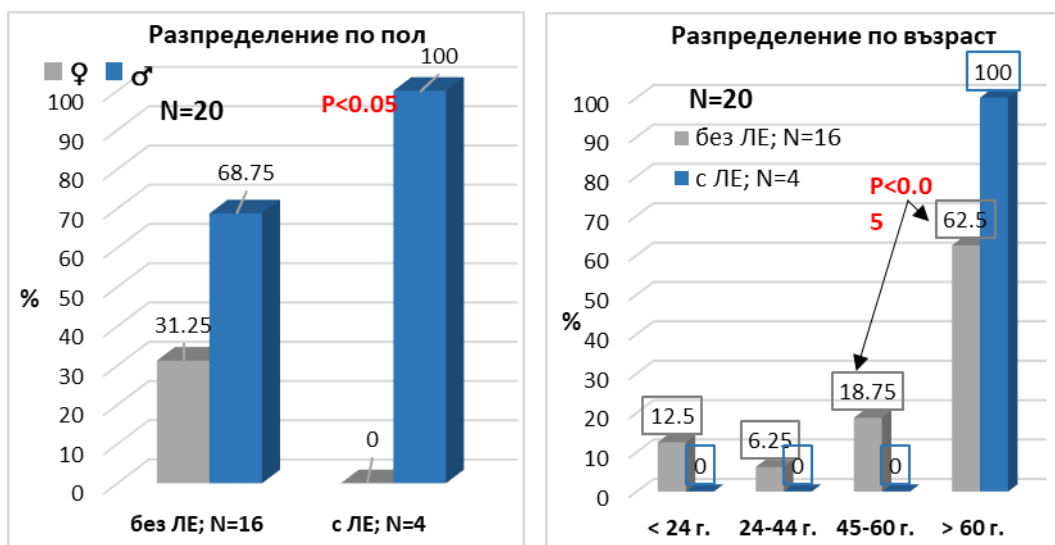 Разпределение по пол
♀ ♂
N=20
P<0.05
100
100
90
80
70
60
50
40
30
20
10
0
%
31.25
68.75
0
без ЛЕ; N=16
с ЛЕ; N=4
Разпределение по възраст
N=20
без ЛЕ; N=16
с ЛЕ; N=4
P<0.0
5
100
90
80
70
60
50
40
30
20
10
0
%
12.5
0
6.25
0
18.75
0
62.5
100
< 24 г.
24-44 г.
45-60 г.
> 60 г.